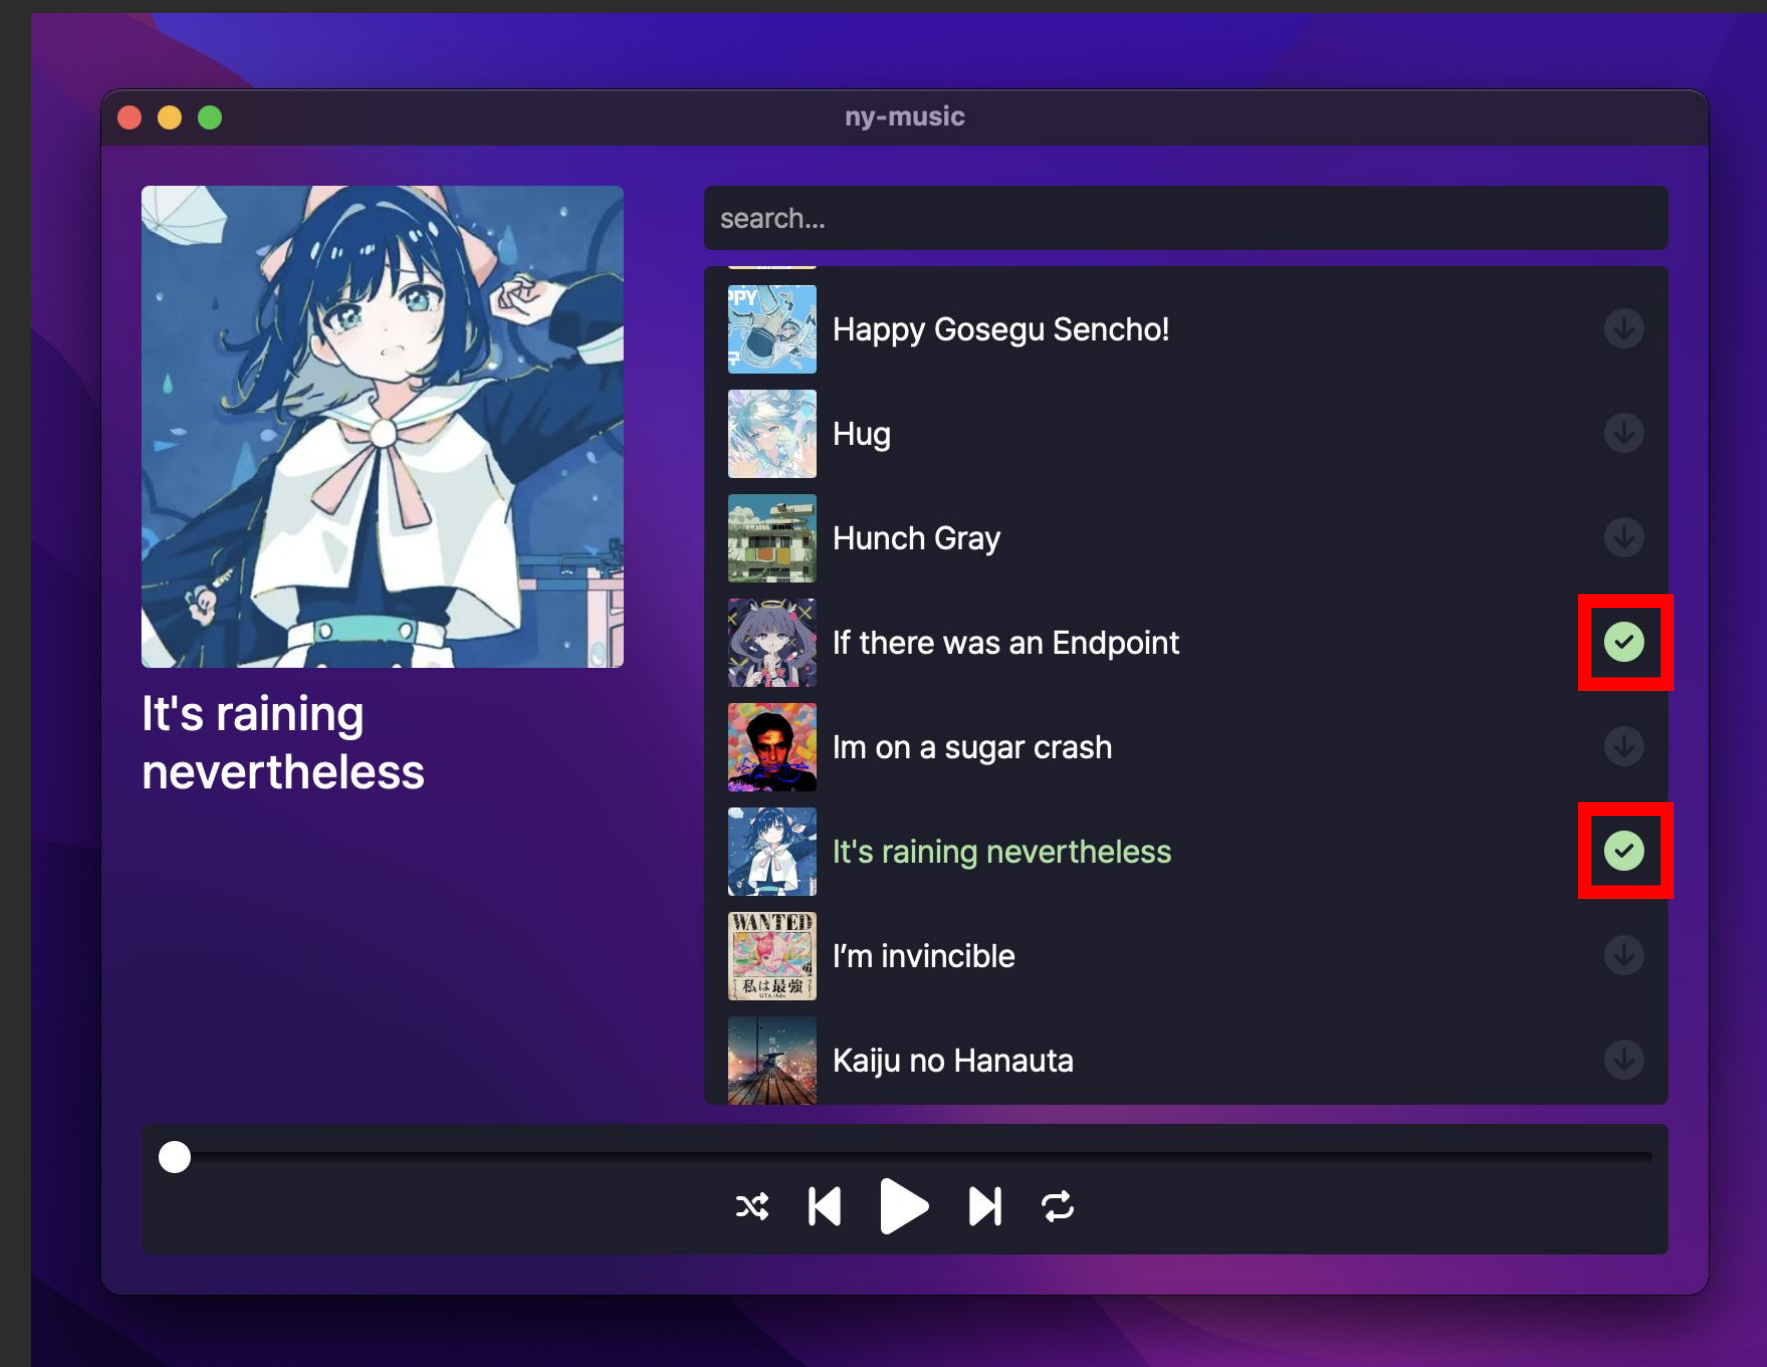 ny-music
search...
It's raining
nevertheless
PPY
Happy Gosegu Sencho!
Hug
Hunch Gray
If there was an Endpoint
Im on a sugar crash
It's raining nevertheless
WANTED
私は最強
I’m invincible
Kaiju no Hanauta